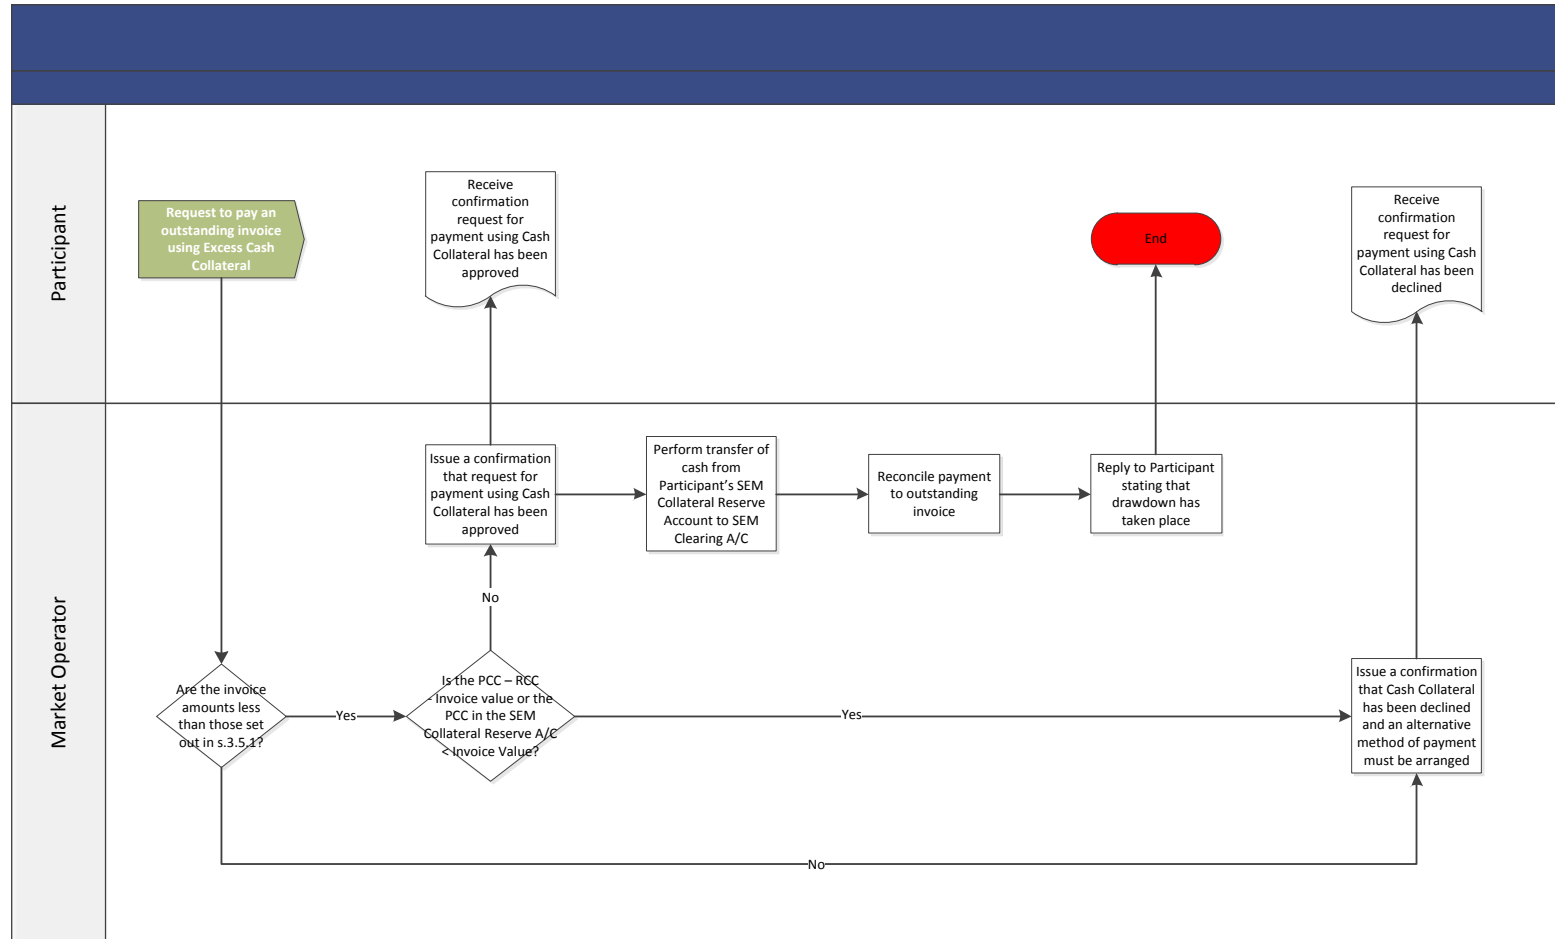 Participant
Request to pay an
outstanding invoice
using Excess Cash
Collateral
Receive
confirmation
request for
payment using Cash
Collateral has been
approved
End
Receive
confirmation
request for
payment using Cash
Collateral has been
declined
Market Operator
Issue a confirmation
that request for
payment using Cash
Collateral has been
approved
Perform transfer of
cash from
Participant's SEM
Collateral Reserve
Account to SEM
Clearing A/C
Reconcile payment
to outstanding
invoice
Reply to Participant
stating that
drawdown has
taken place
No
Are the invoice
amounts less
than those set
out in s.3.5.1?
Yes
Is the PCC – RCC
- Invoice value or the
PCC in the SEM
Collateral Reserve A/C
< Invoice Value?
Yes
Issue a confirmation
that Cash Collateral
has been declined
and an alternative
method of payment
must be arranged
No